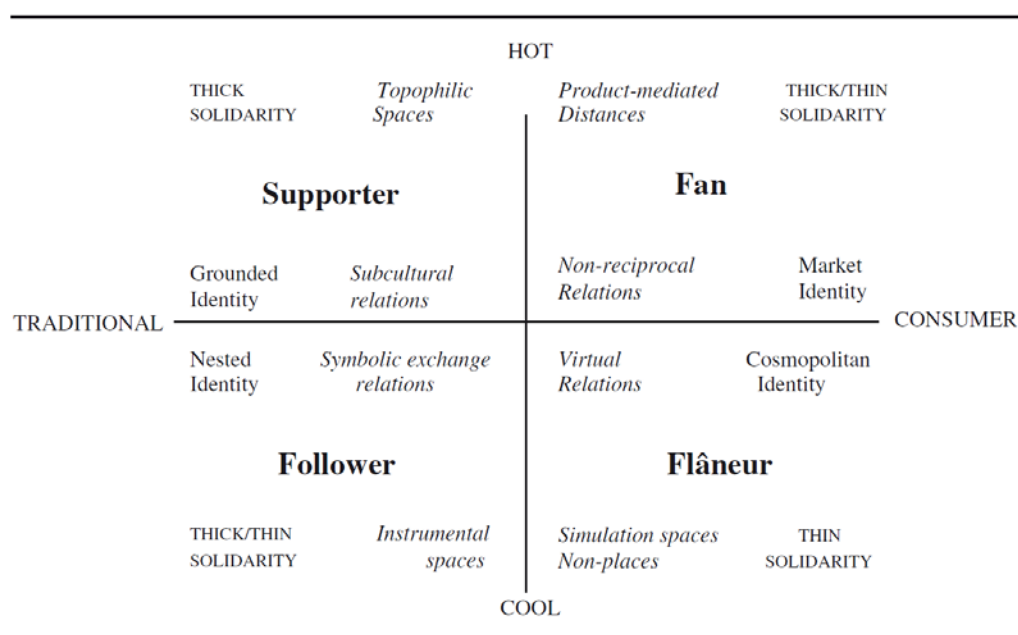 HOT
THICK
SOLIDARITY
Topophilic
Spaces
Product-mediated
Distances
THICK/THIN
SOLIDARITY
Supporter
Fan
Grounded
Identity
Subcultural
relations
Non-reciprocal
Relations
Market
Identity
TRADITIONAL
CONSUMER
Nested
Identity
Symbolic exchange
relations
Virtual
Relations
Cosmopolitan
Identity
Follower
Flâneur
THICK/THIN
SOLIDARITY
Instrumental
spaces
Simulation spaces
Non-places
THIN
SOLIDARITY
COOL